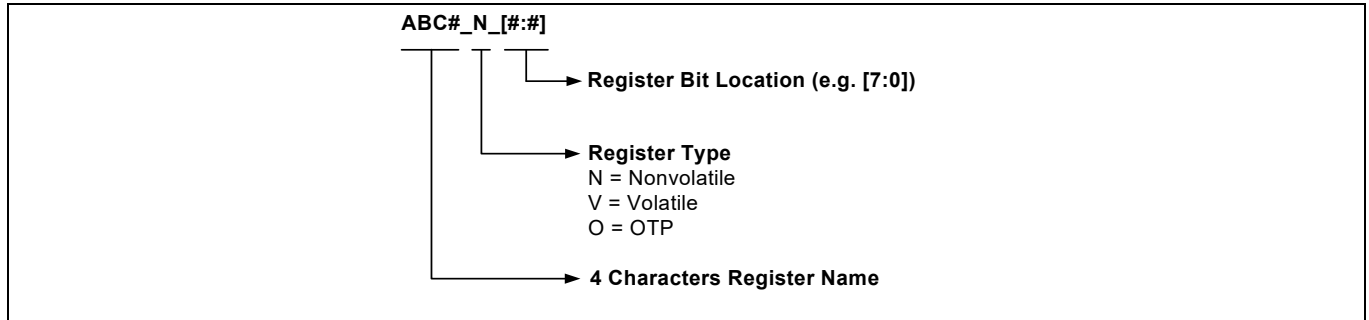 ABC#_N_[#:#]
Register Bit Location (e.g. [7:0])
Register Type
N = Nonvolatile
V = Volatile
O = OTP
4 Characters Register Name